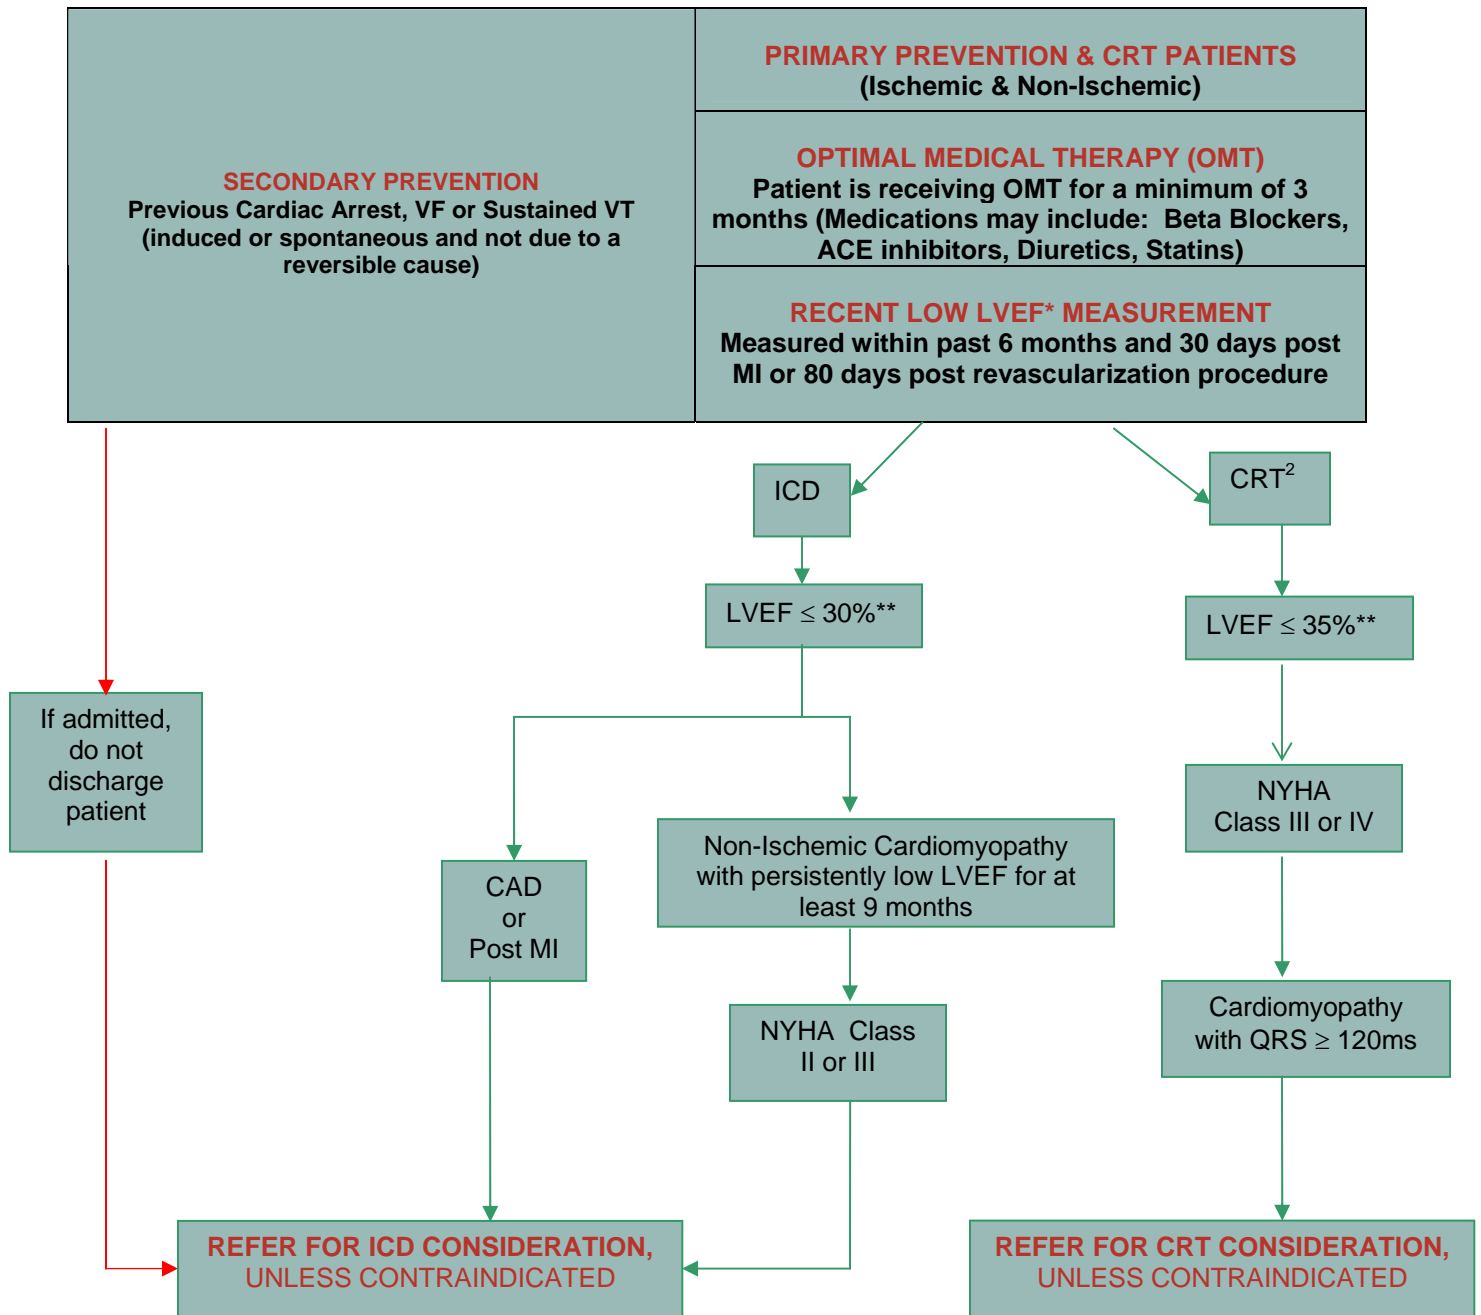 SECONDARY PREVENTION
Previous Cardiac Arrest, VF or Sustained VT
(induced or spontaneous and not due to a
reversible cause)
PRIMARY PREVENTION & CRT PATIENTS
(Ischemic & Non-Ischemic)
OPTIMAL MEDICAL THERAPY (OMT)
Patient is receiving OMT for a minimum of 3
months (Medications may include: Beta Blockers,
ACE inhibitors, Diuretics, Statins)
RECENT LOW LVEF* MEASUREMENT
Measured within past 6 months and 30 days post
MI or 80 days post revascularization procedure
ICD
CRT²
LVEF ≤ 30%**
LVEF ≤ 35%**
If admitted,
do not
discharge
patient
CAD
or
Post MI
Non-Ischemic Cardiomyopathy
with persistently low LVEF for at
least 9 months
NYHA
Class III or IV
NYHA Class
II or III
Cardiomyopathy
with QRS ≥ 120ms
REFER FOR ICD CONSIDERATION,
UNLESS CONTRAINDICATED
REFER FOR CRT CONSIDERATION,
UNLESS CONTRAINDICATED